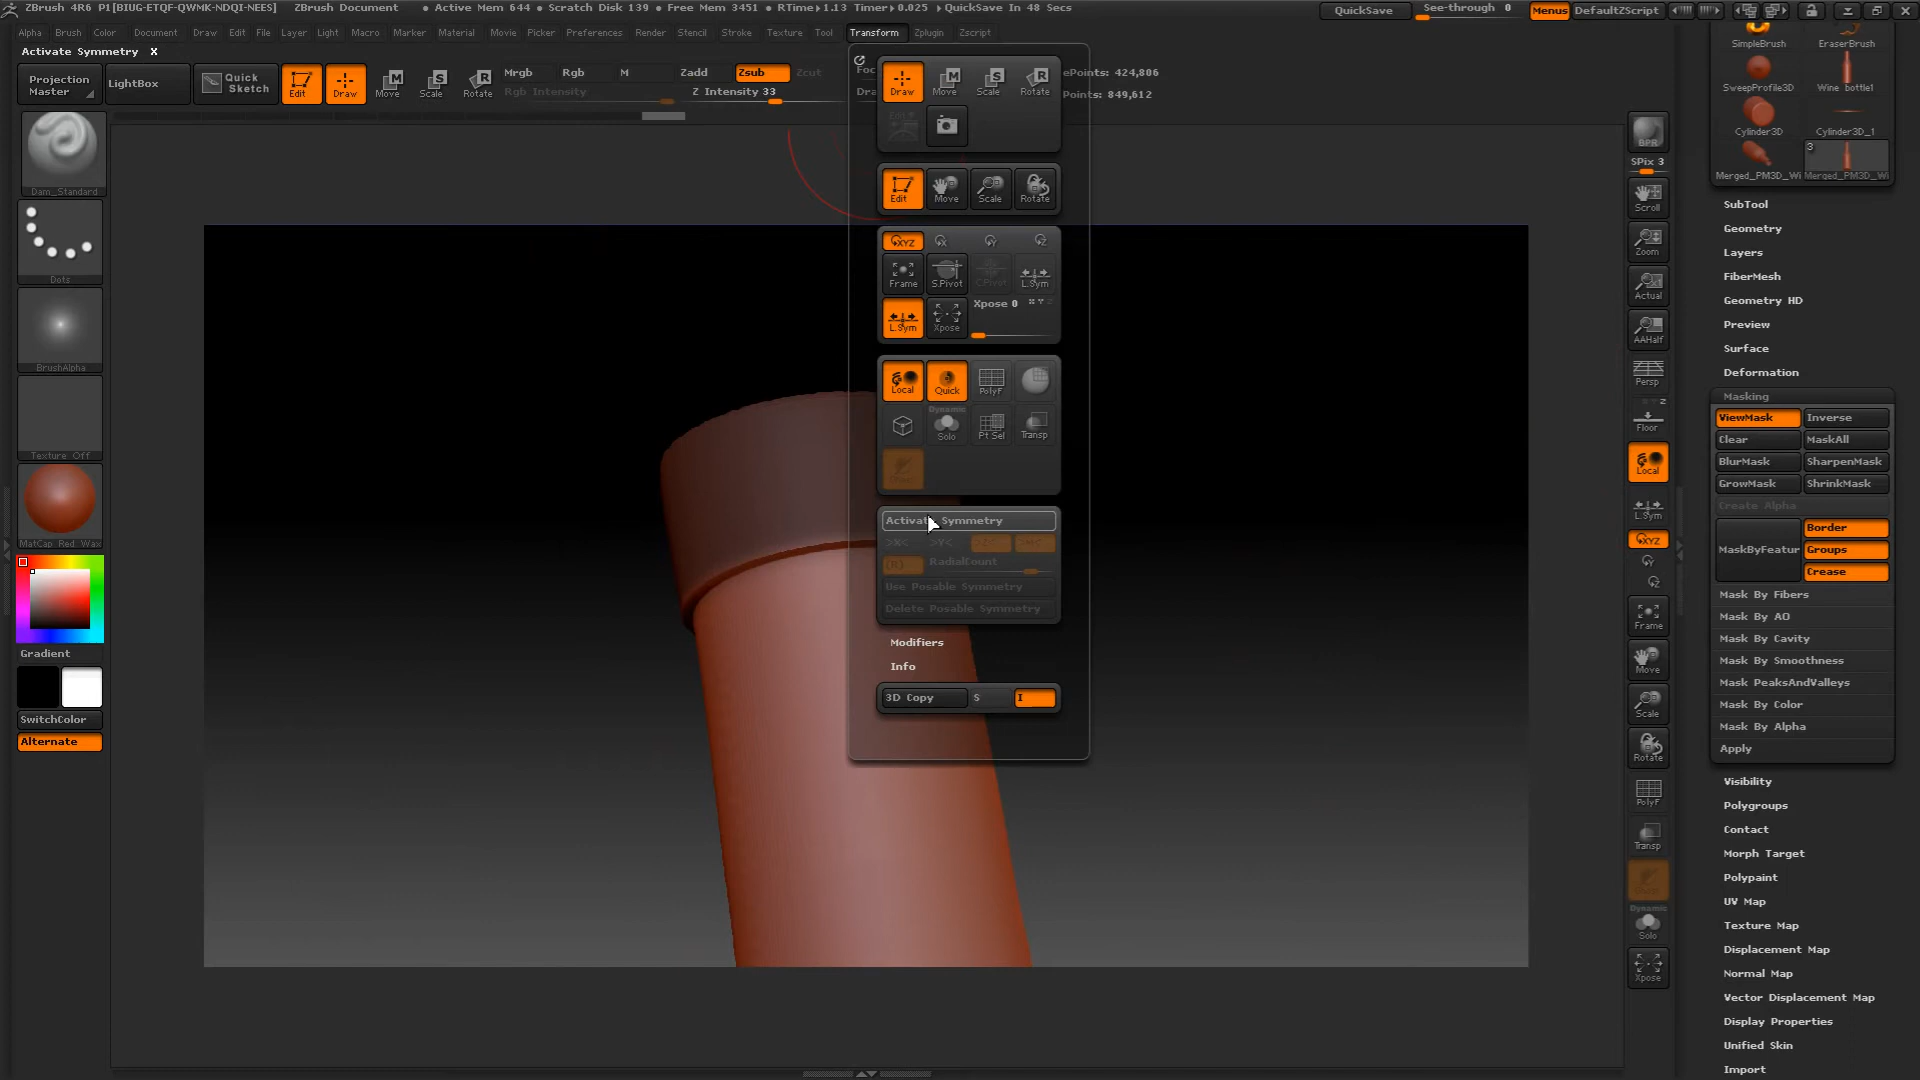 ZBrush 4R6 P1[BIUG-ETQF-QWMK-NDQI-NEES] ZBrush Document • Active Mem 644 • Scratch Disk 139 • Free Mem 3451 • RTime▸1.13 Timer▸0.025 ▸QuickSave In 48 Secs QuickSave See-through 0 Menus DefaultZScript
Alpha Brush Color Document Draw Edit File Layer Light Macro Marker Material Movie Picker Preferences Render Stencil Stroke Texture Tool Transform Zplugin Zscript
Activate Symmetry X
Projection Master
LightBox
Quick Sketch
Edit
Draw
Move
Scale
Rotate
Mrgb Rgb M
Rgb Intensity
Zadd Zsub Zcut
Z Intensity 33
ePoints: 424,806
Points: 849,612
Dam_Standard
Dots
BrushAlpha
Texture Off
MatCap Red Wax
Gradient
SwitchColor
Alternate
Draw Move Scale Rotate
Edit Move Scale Rotate
XYZ X Y Z
Frame S.Pivot C.Pivot L.Sym
L.Sym Xpose Xpose 0
Local Quick PolyF
Dynamic
Solo Pt Sel Transp
Activate Symmetry
>X< >Y< >Z< >M<
(R) RadialCount
Use Posable Symmetry
Delete Posable Symmetry
Modifiers
Info
3D Copy S I
BPR
SPix 3
Scroll
Zoom
Actual
AAHalf
Persp
Floor
Local
L.Sym
XYZ
Y
Z
Frame
Move
Scale
Rotate
PolyF
Transp
Dynamic
Solo
Xpose
SimpleBrush EraserBrush
SweepProfile3D Wine bottle1
Cylinder3D Cylinder3D_1
3
Merged_PM3D_Wi Merged_PM3D_Wi
SubTool
Geometry
Layers
FiberMesh
Geometry HD
Preview
Surface
Deformation
Masking
ViewMask Inverse
Clear MaskAll
BlurMask SharpenMask
GrowMask ShrinkMask
Create Alpha
MaskByFeatur
Border
Groups
Crease
Mask By Fibers
Mask By AO
Mask By Cavity
Mask By Smoothness
Mask PeaksAndValleys
Mask By Color
Mask By Alpha
Apply
Visibility
Polygroups
Contact
Morph Target
Polypaint
UV Map
Texture Map
Displacement Map
Normal Map
Vector Displacement Map
Display Properties
Unified Skin
Import